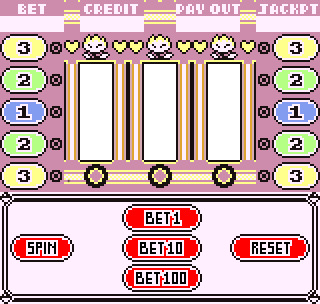 BET CREDIT PAY OUT JACKPT
3 3
2 2
1 1
2 2
3 3
BET1
SPIN BET10 RESET
BET100